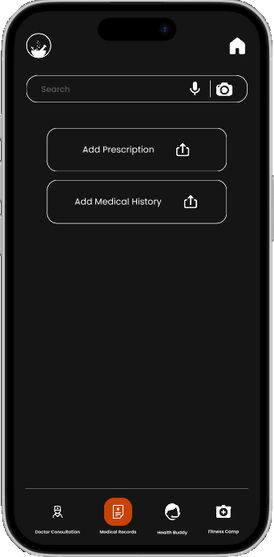 Search
Add Prescription
Add Medical History
Doctor Consultation
Medical Records
Health Buddy
Fitness Camp